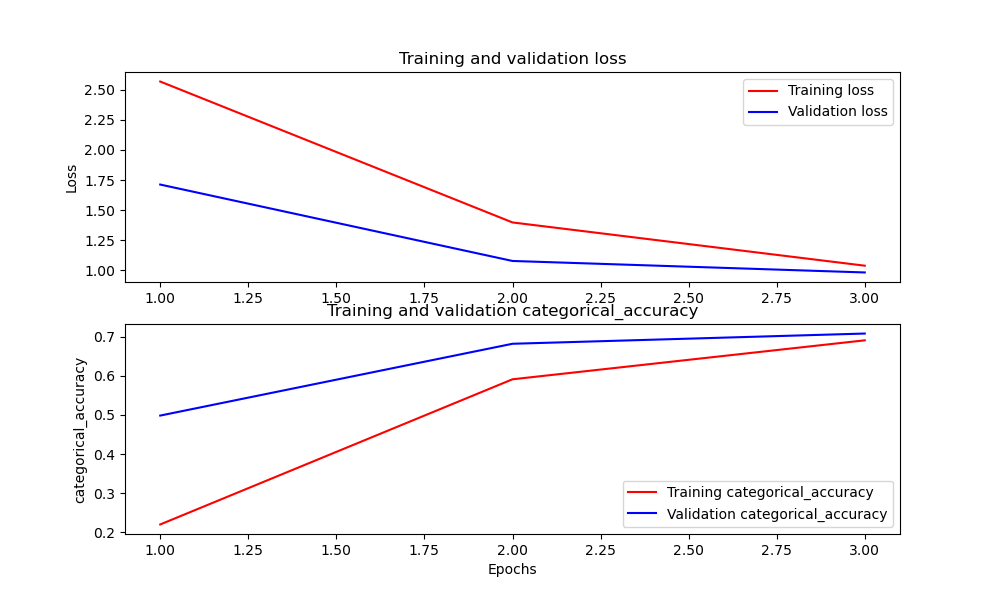 Training and validation loss
2.50
2.25
2.00
1.75
1.50
1.25
1.00
Loss
Training loss
Validation loss
1.00 1.25 1.50 1.75 2.00 2.25 2.50 2.75 3.00
Training and validation categorical_accuracy
0.7
0.6
0.5
0.4
0.3
0.2
categorical_accuracy
Training categorical_accuracy
Validation categorical_accuracy
1.00 1.25 1.50 1.75 2.00 2.25 2.50 2.75 3.00
Epochs